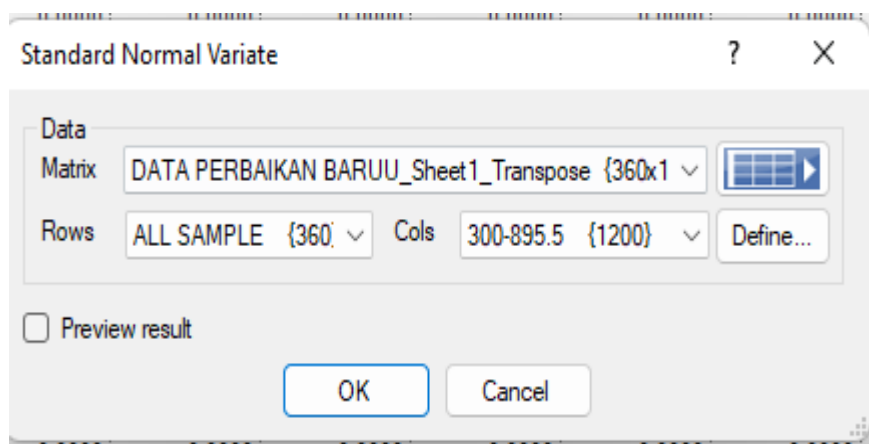 Standard Normal Variate ?
Data
Matrix DATA PERBAIKAN BARUU_Sheet1_Transpose {360x1
Rows ALL SAMPLE {360 Cols 300-895.5 {1200} Define...
Preview result
OK Cancel